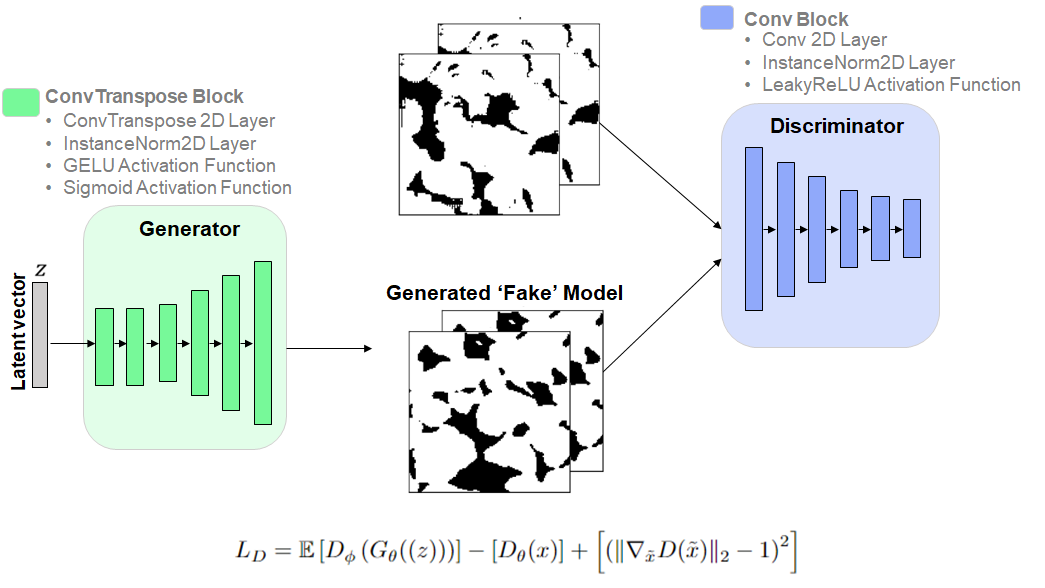 Conv Block
• Conv 2D Layer
• InstanceNorm2D Layer
• LeakyReLU Activation Function
ConvTranspose Block
• ConvTranspose 2D Layer
• InstanceNorm2D Layer
• GELU Activation Function
• Sigmoid Activation Function
Discriminator
Generator
z
Latent vector
Generated ‘Fake’ Model
L_D = 𝔼 [D_ϕ (G_θ((z)))] − [D_θ(x)] + [(‖∇_x̃ D(x̃)‖₂ − 1)²]